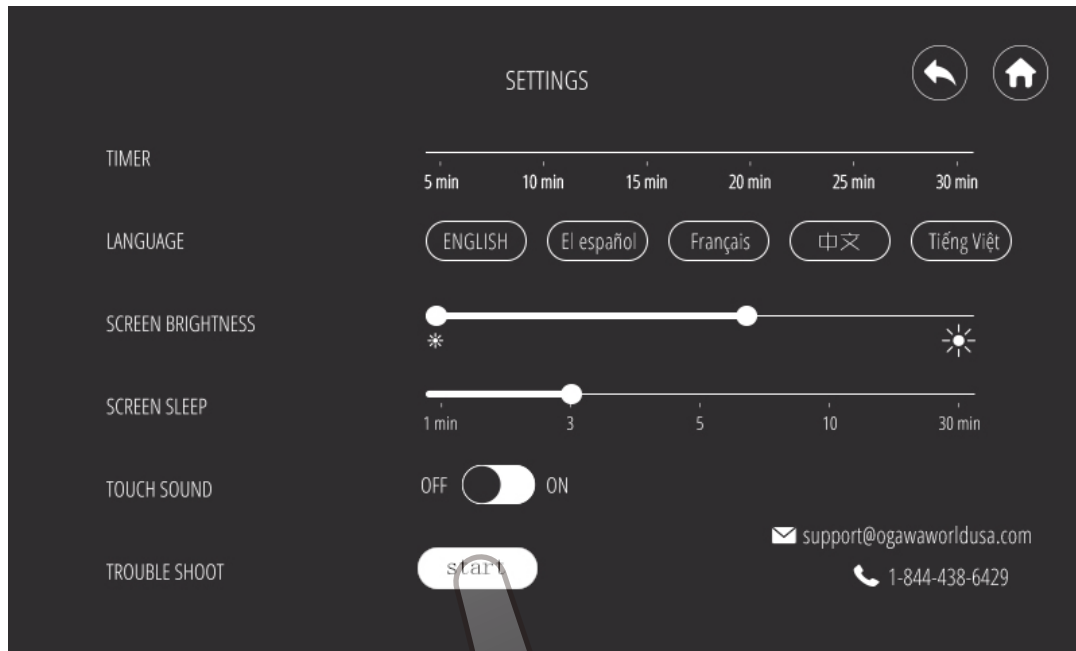 SETTINGS
TIMER
5 min 10 min 15 min 20 min 25 min 30 min
LANGUAGE ENGLISH El español Français 中文 Tiếng Việt
SCREEN BRIGHTNESS
SCREEN SLEEP
1 min 3 5 10 30 min
TOUCH SOUND OFF ON
support@ogawaworldusa.com
TROUBLE SHOOT start 1-844-438-6429